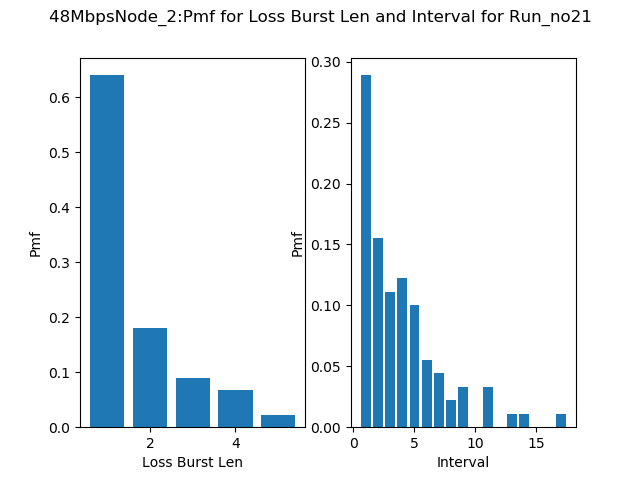 48MbpsNode_2:Pmf for Loss Burst Len and Interval for Run_no21
Pmf
0.6
0.5
0.4
0.3
0.2
0.1
0.0
2 4
Loss Burst Len
Pmf
0.30
0.25
0.20
0.15
0.10
0.05
0.00
0 5 10 15
Interval